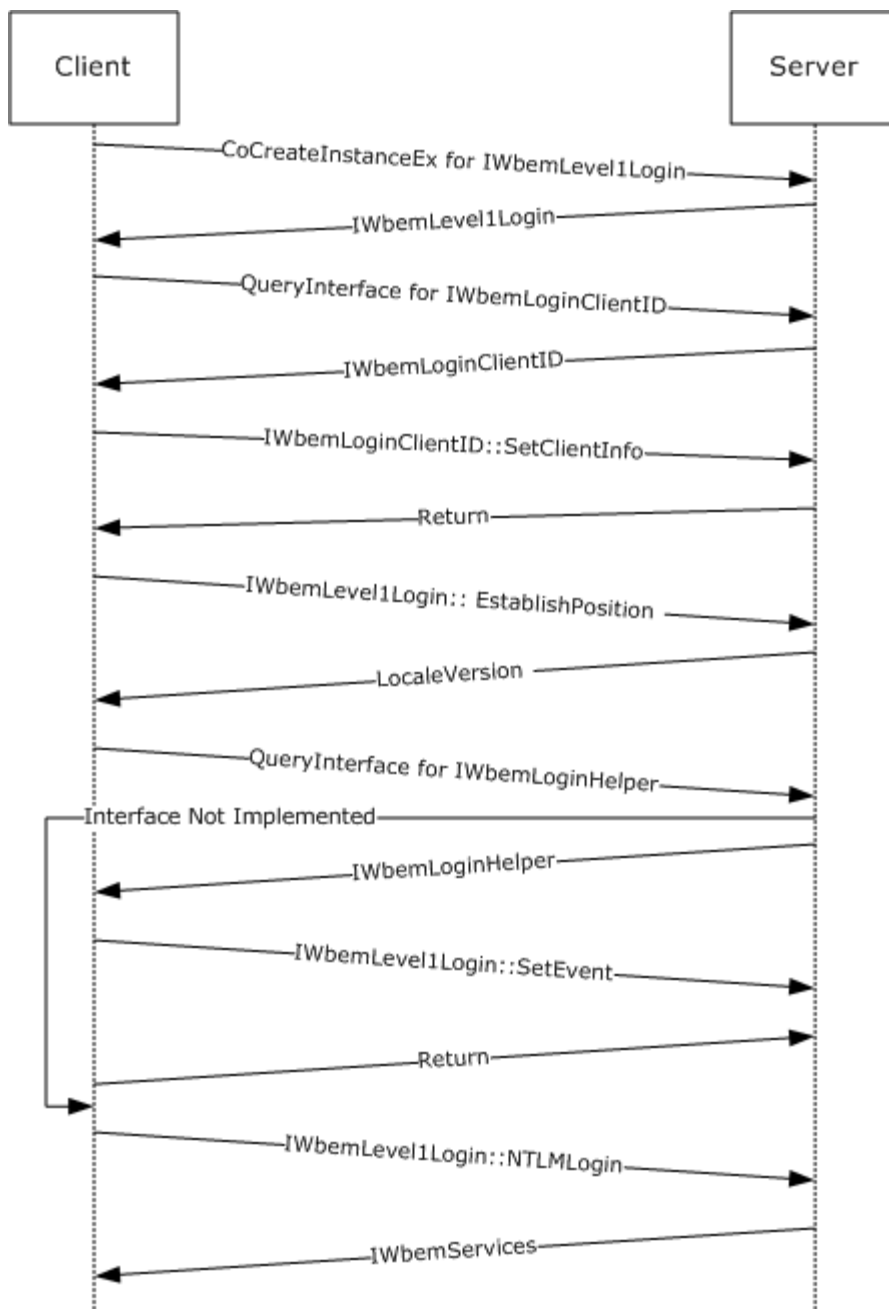 Client
Server
CoCreateInstanceEx for IWbemLevel1Login
IWbemLevel1Login
QueryInterface for IWbemLoginClientID
IWbemLoginClientID
IWbemLoginClientID::SetClientInfo
Return
IWbemLevel1Login:: EstablishPosition
LocaleVersion
QueryInterface for IWbemLoginHelper
Interface Not Implemented
IWbemLoginHelper
IWbemLevel1Login::SetEvent
Return
IWbemLevel1Login::NTLMLogin
IWbemServices